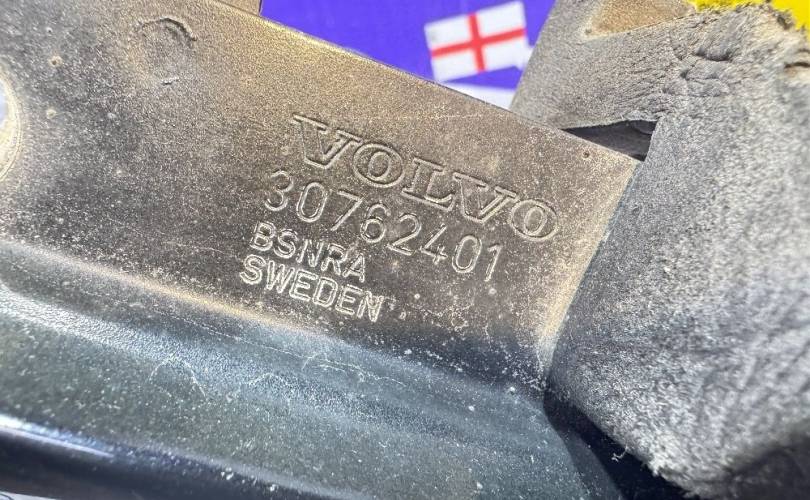 VOLVO
30762401
BSNRA
SWEDEN